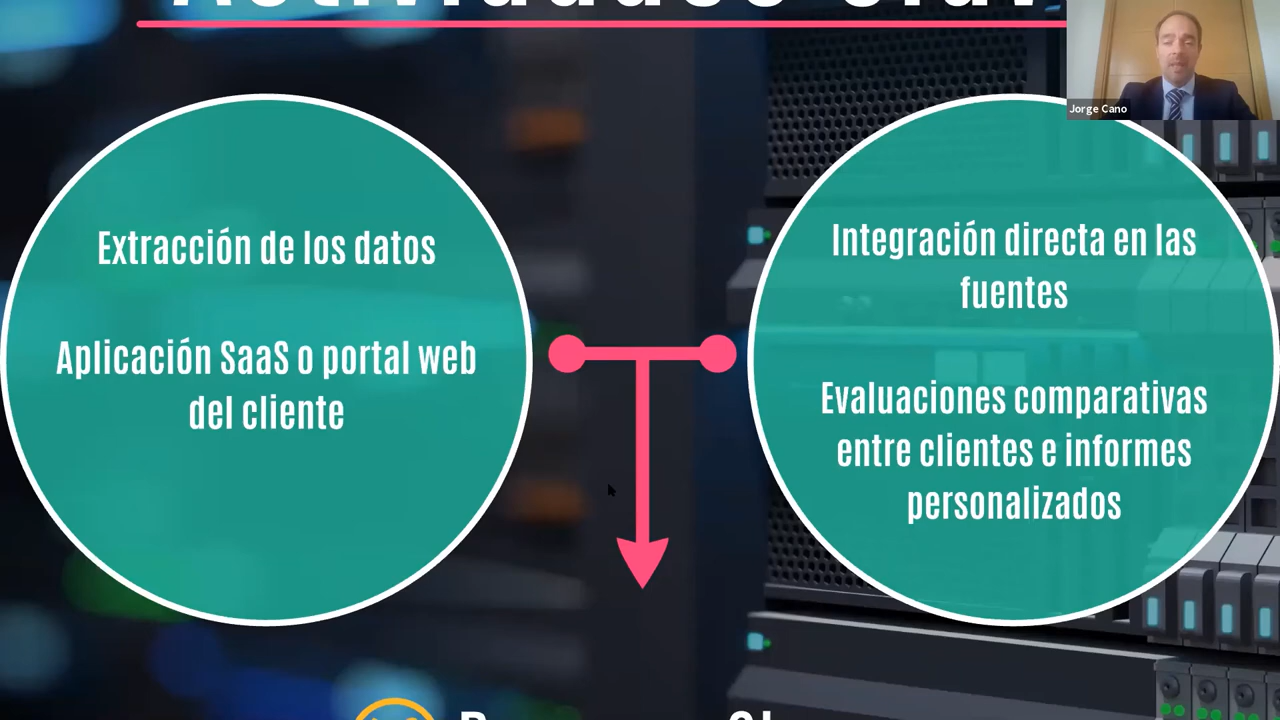 Actividades
Jorge Cano
Extracción de los datos
Aplicación SaaS o portal web
del cliente
Integración directa en las
fuentes
Evaluaciones comparativas
entre clientes e informes
personalizados